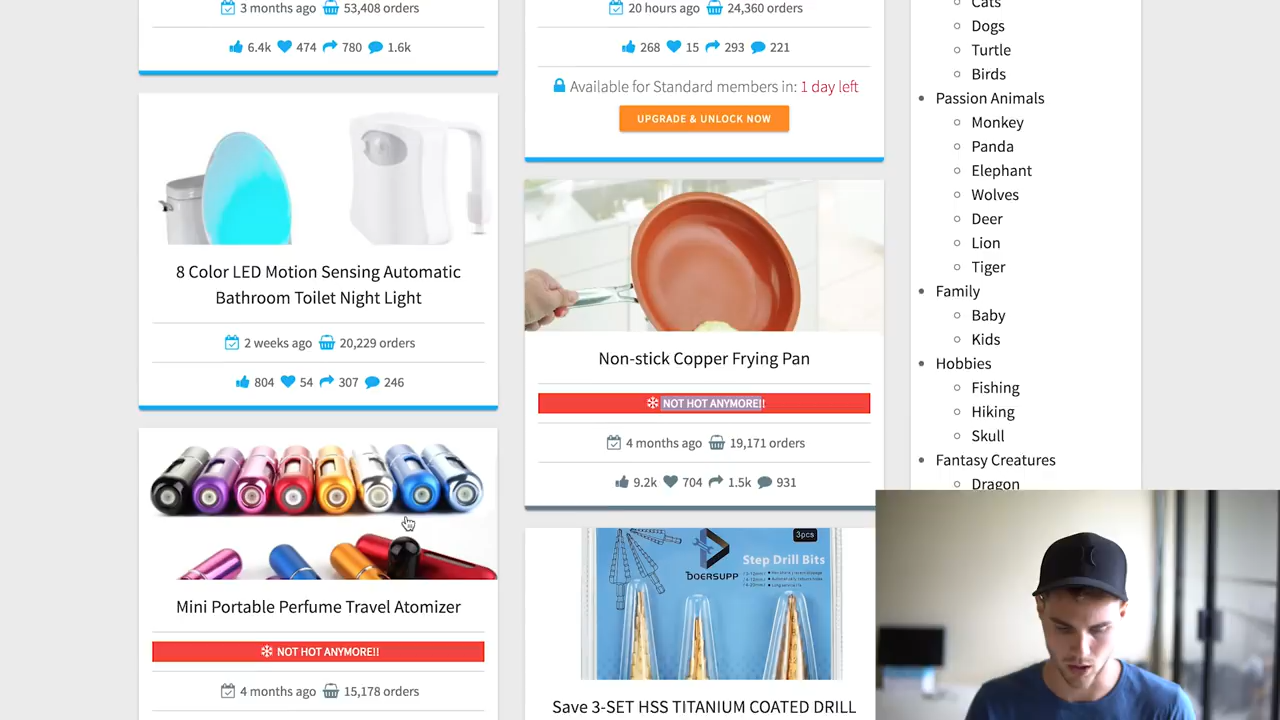 3 months ago 53,408 orders
6.4k 474 780 1.6k
8 Color LED Motion Sensing Automatic
Bathroom Toilet Night Light
2 weeks ago 20,229 orders
804 54 307 246
Mini Portable Perfume Travel Atomizer
NOT HOT ANYMORE!!
4 months ago 15,178 orders
20 hours ago 24,360 orders
268 15 293 221
Available for Standard members in: 1 day left
UPGRADE & UNLOCK NOW
Non-stick Copper Frying Pan
NOT HOT ANYMORE!!
4 months ago 19,171 orders
9.2k 704 1.5k 931
3pcs
Step Drill Bits
DOERSUPP
Save 3-SET HSS TITANIUM COATED DRILL
Cats
Dogs
Turtle
Birds
Passion Animals
Monkey
Panda
Elephant
Wolves
Deer
Lion
Tiger
Family
Baby
Kids
Hobbies
Fishing
Hiking
Skull
Fantasy Creatures
Dragon